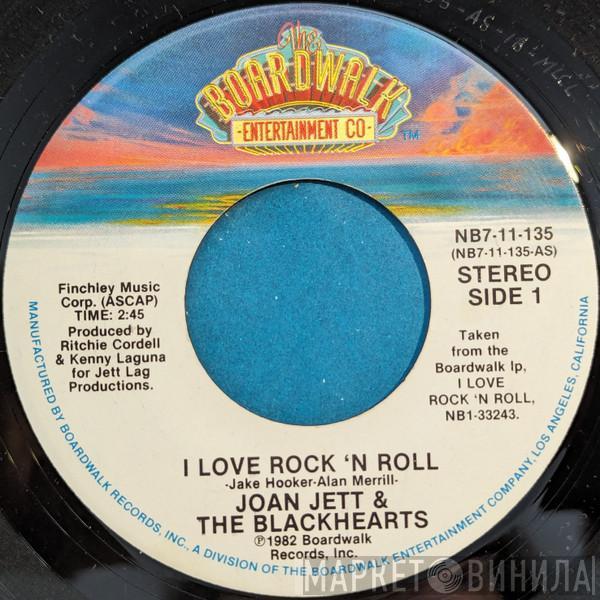 The
BOARDWALK
-ENTERTAINMENT CO-
TM
NB7-11-135
(NB7-11-135-AS)
STEREO
SIDE 1
Finchley Music
Corp. (ASCAP)
TIME: 2:45
Produced by
Ritchie Cordell
& Kenny Laguna
for Jett Lag
Productions.
Taken
from the
Boardwalk lp,
I LOVE
ROCK 'N ROLL,
NB1-33243.
I LOVE ROCK 'N ROLL
-Jake Hooker-Alan Merrill-
JOAN JETT &
THE BLACKHEARTS
℗1982 Boardwalk
Records, Inc.
MANUFACTURED BY BOARDWALK RECORDS, INC., A DIVISION OF THE BOARDWALK ENTERTAINMENT COMPANY, LOS ANGELES, CALIFORNIA
МАРКЕТ ВИНИЛА